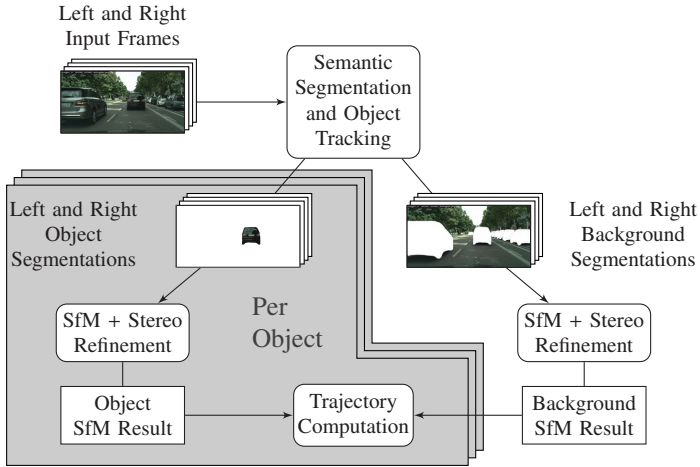 Left and Right
Input Frames
Semantic
Segmentation
and Object
Tracking
Left and Right
Object
Segmentations
Left and Right
Background
Segmentations
Per
Object
SfM + Stereo
Refinement
SfM + Stereo
Refinement
Object
SfM Result
Trajectory
Computation
Background
SfM Result